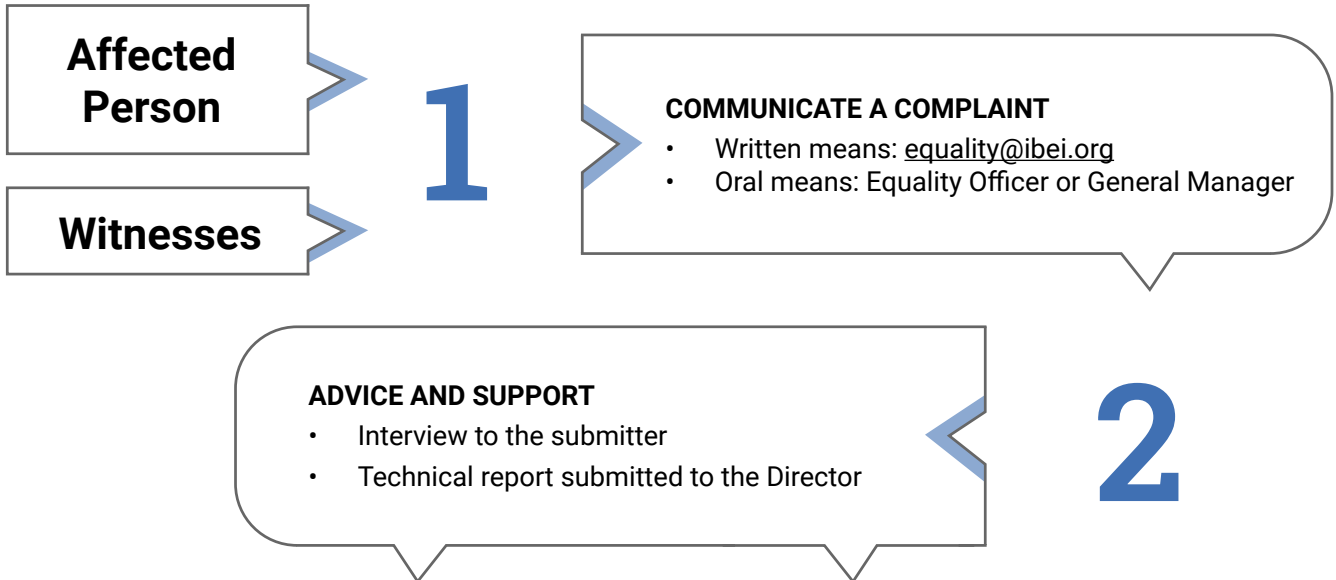 Affected
Person
Witnesses
1
COMMUNICATE A COMPLAINT
• Written means: equality@ibei.org
• Oral means: Equality Officer or General Manager
ADVICE AND SUPPORT
• Interview to the submitter
• Technical report submitted to the Director
2